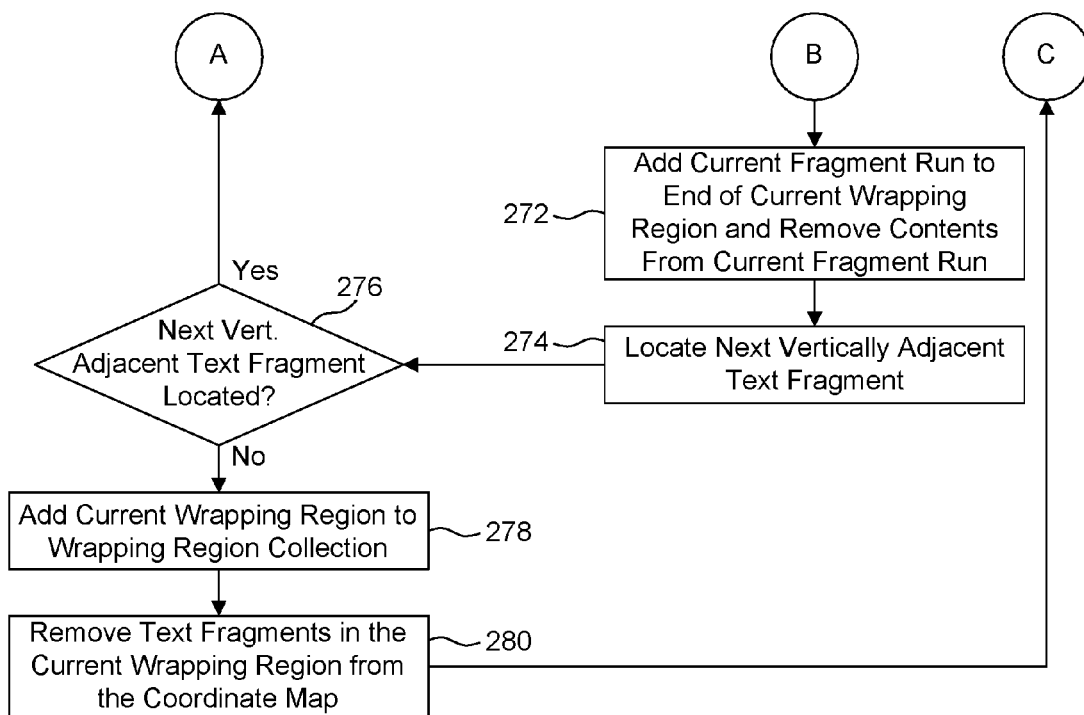 A
B
C
Add Current Fragment Run to
End of Current Wrapping
Region and Remove Contents
From Current Fragment Run
272
Yes
276
Next Vert.
Adjacent Text Fragment
Located?
274
Locate Next Vertically Adjacent
Text Fragment
No
Add Current Wrapping Region to
Wrapping Region Collection
278
Remove Text Fragments in the
Current Wrapping Region from
the Coordinate Map
280